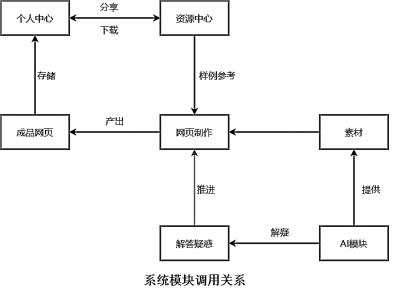 个人中心
分享
下载
资源中心
存储
样例参考
成品网页
产出
网页制作
素材
推进
提供
解答疑惑
解疑
AI模块
系统模块调用关系